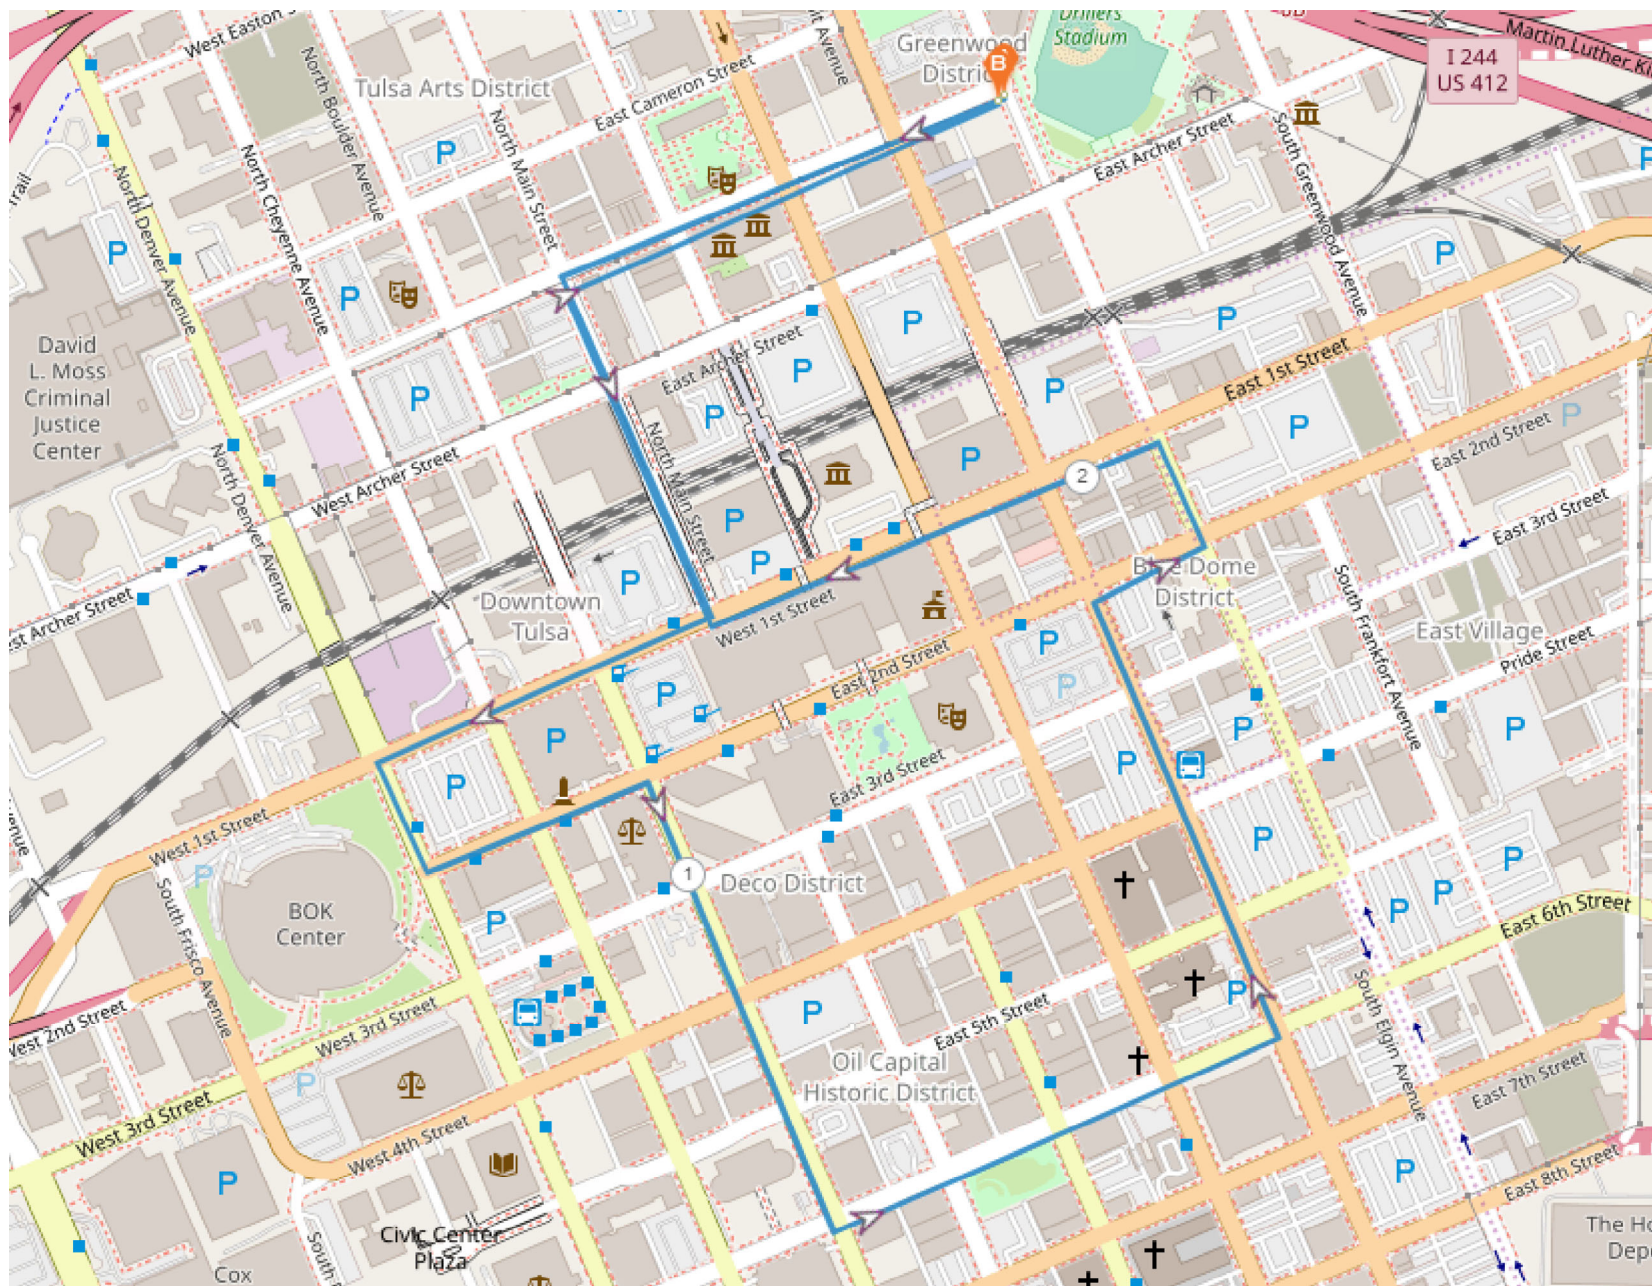 West Easton S
North Boulder Avenue
Tulsa Arts District
East Cameron Street
Avenue
Greenwood
District
B
Drillers
Stadium
I 244
US 412
Martin Luther Ki
P
P
North Denver Avenue
North Cheyenne Avenue
North Main Street
East Archer Street
South Greenwood Avenue
P
P
P
P
P
David
L. Moss
Criminal
Justice
Center
P
East Archer Street
P
P
P
East 1st Street
P
P
P
East 2nd Street
North Denver Avenue
West Archer Street
North Main Street
P
2
P
P
East 3rd Street
est Archer Street
Downtown
Tulsa
P
West 1st Street
Blue Dome
District
South Frankfort Avenue
East Village
Pride Street
P
P
P
P
East 2nd Street
P
P
P
P
P
East 3rd Street
West 1st Street
P
1
Deco District
P
P
P
P
P
BOK
Center
South Frisco Avenue
East 6th Street
West 2nd Street
West 3rd Street
P
East 5th Street
P
South Elgin Avenue
Oil Capital
Historic District
P
West 3rd Street
West 4th Street
East 7th Street
P
P
East 8th Street
Civic Center
Plaza
Cox
South
The Ho
Depo